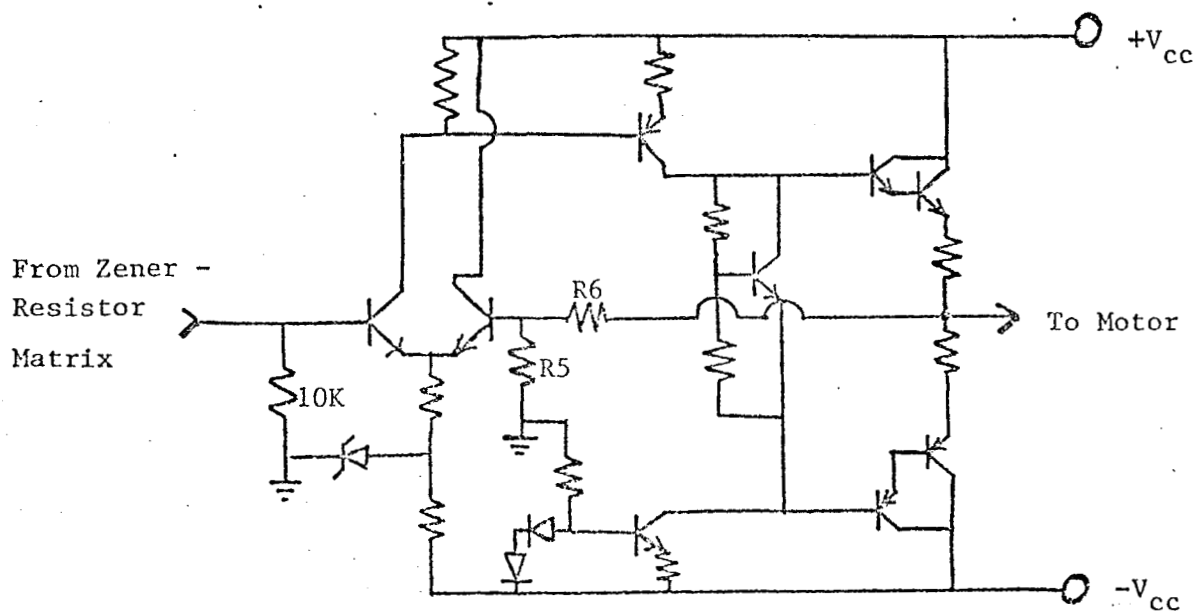 +Vcc
From Zener -
Resistor
Matrix
R6
To Motor
R5
10K
-Vcc